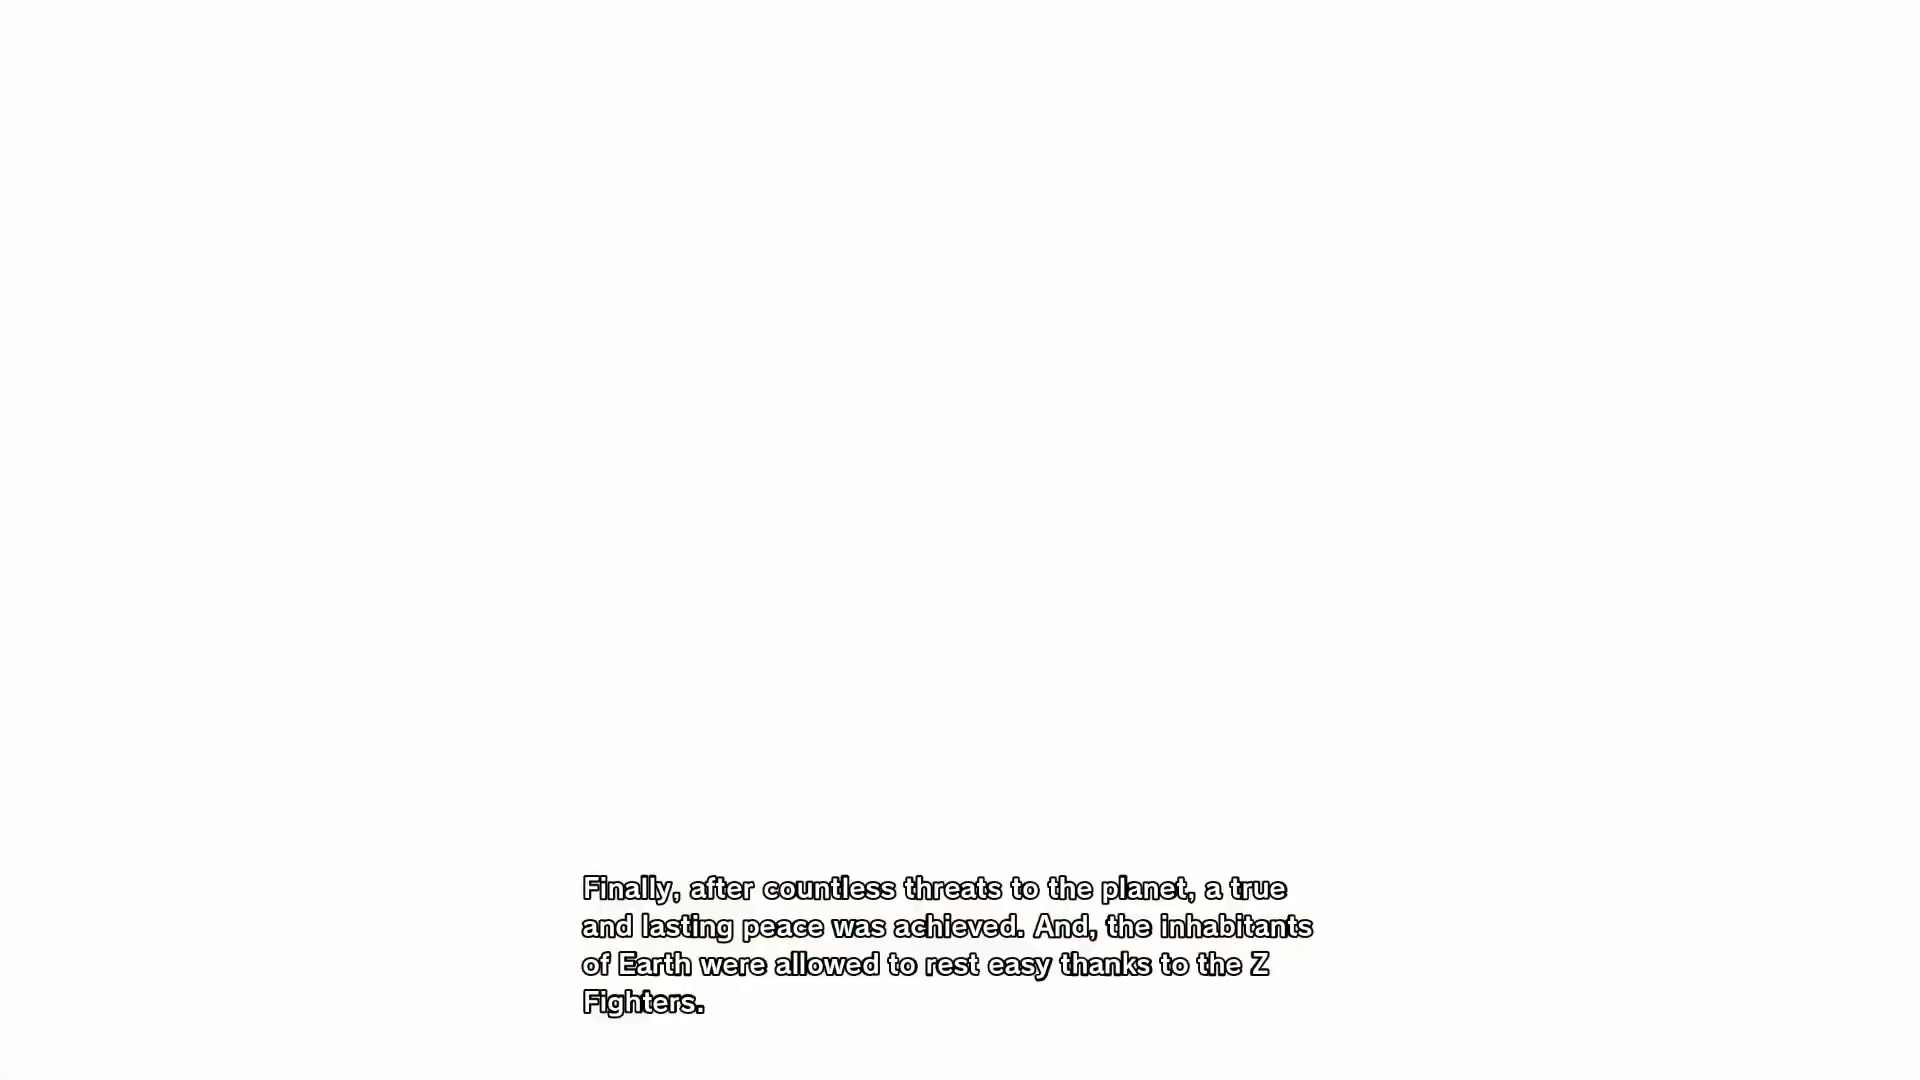 Finally, after countless threats to the planet, a true
and lasting peace was achieved. And, the inhabitants
of Earth were allowed to rest easy thanks to the Z
Fighters.